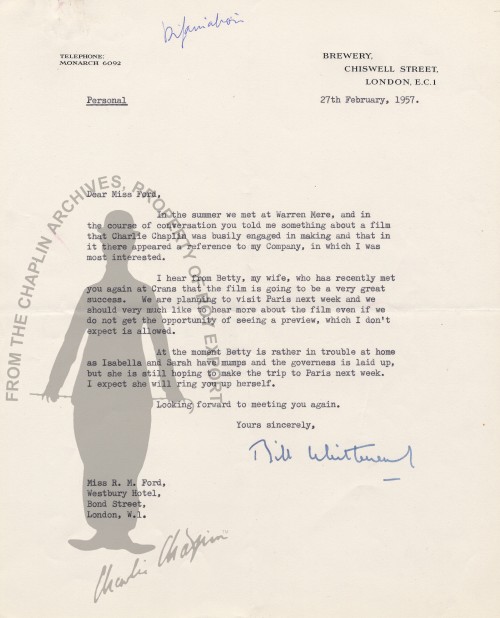 Difamation
TELEPHONE:
MONARCH 6092
BREWERY,
CHISWELL STREET,
LONDON, E.C.1
Personal
27th February, 1957.
Dear Miss Ford,
In the summer we met at Warren Mere, and in
the course of conversation you told me something about a film
that Charlie Chaplin was busily engaged in making and that in
it there appeared a reference to my Company, in which I was
most interested.
I hear from Betty, my wife, who has recently met
you again at Crans that the film is going to be a very great
success. We are planning to visit Paris next week and we
should very much like to hear more about the film even if we
do not get the opportunity of seeing a preview, which I don't
expect is allowed.
At the moment Betty is rather in trouble at home
as Isabella and Sarah have mumps and the governess is laid up,
but she is still hoping to make the trip to Paris next week.
I expect she will ring you up herself.
Looking forward to meeting you again.
Yours sincerely,
Bill Whitbread
Miss R. M. Ford,
Westbury Hotel,
Bond Street,
London, W.1.
FROM THE CHAPLIN ARCHIVES, PROPERTY OF ROY EXPORT
Charlie Chaplin